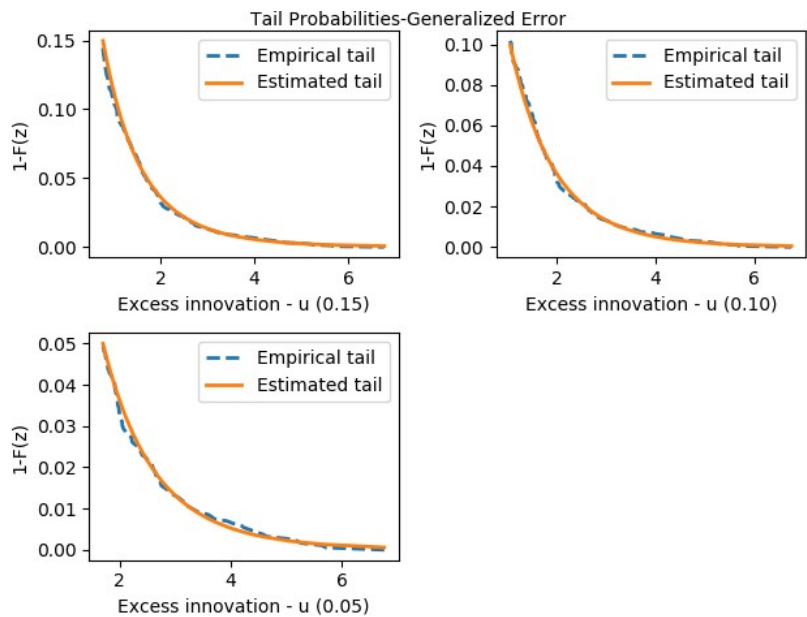 Tail Probabilities-Generalized Error
0.15
0.10
0.05
0.00
1-F(z)
Empirical tail
Estimated tail
2
4
6
Excess innovation - u (0.15)
0.10
0.08
0.06
0.04
0.02
0.00
1-F(z)
Empirical tail
Estimated tail
2
4
6
Excess innovation - u (0.10)
0.05
0.04
0.03
0.02
0.01
0.00
1-F(z)
Empirical tail
Estimated tail
2
4
6
Excess innovation - u (0.05)